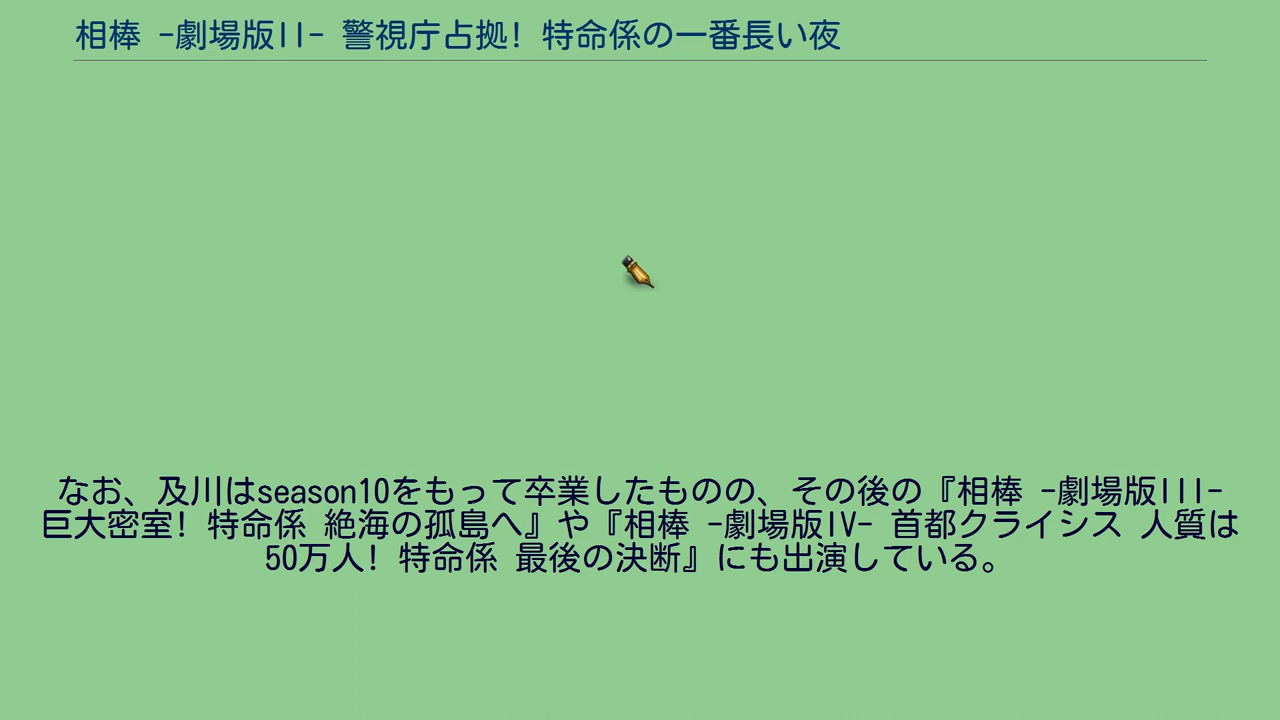 相棒 -劇場版II- 警視庁占拠! 特命係の一番長い夜
なお、及川はseason10をもって卒業したものの、その後の『相棒 -劇場版III-
巨大密室! 特命係 絶海の孤島へ』や『相棒 -劇場版IV- 首都クライシス 人質は
50万人! 特命係 最後の決断』にも出演している。